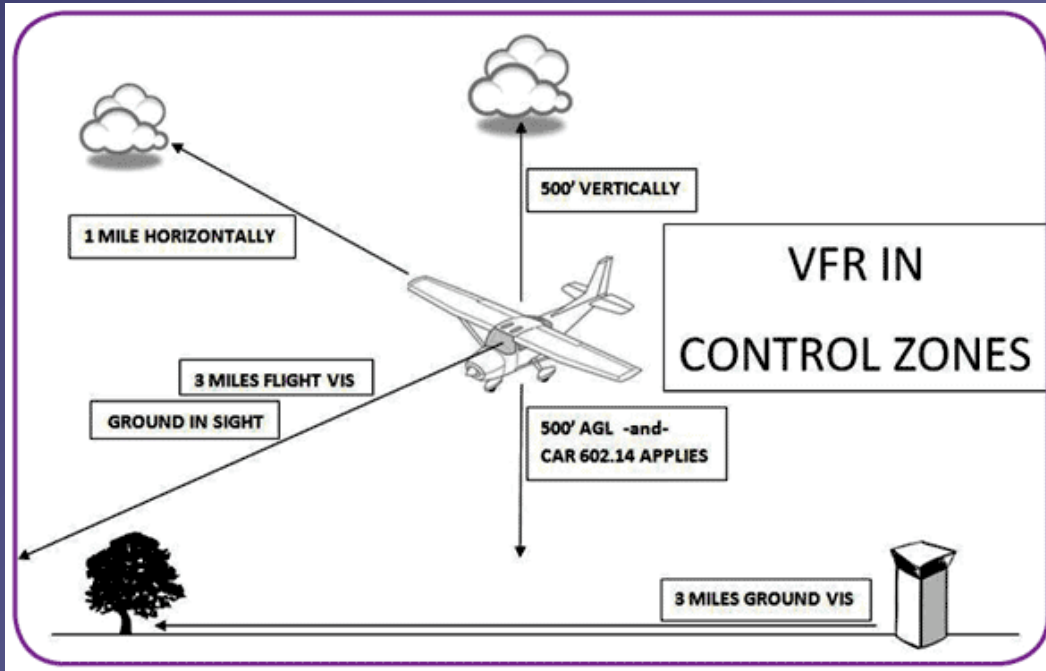 500' VERTICALLY
1 MILE HORIZONTALLY
VFR IN
CONTROL ZONES
3 MILES FLIGHT VIS
GROUND IN SIGHT
500' AGL -and-
CAR 602.14 APPLIES
3 MILES GROUND VIS